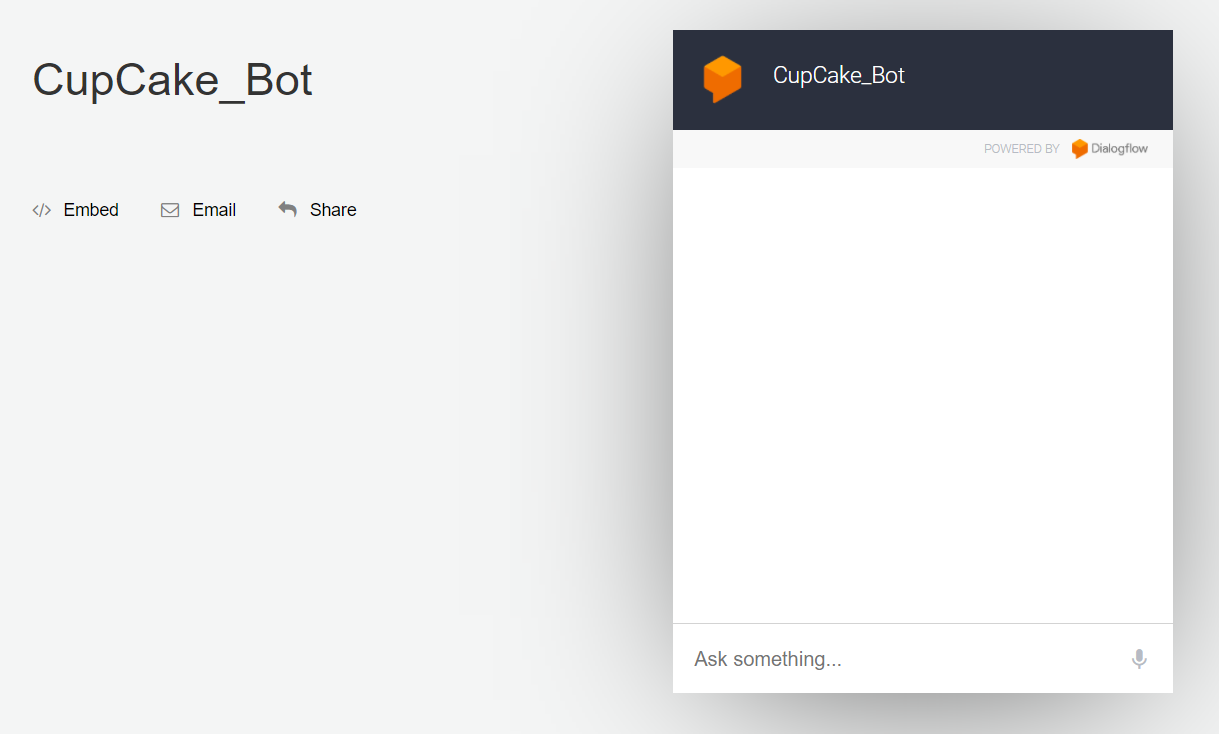 CupCake_Bot
Embed Email Share
CupCake_Bot
POWERED BY Dialogflow
Ask something...